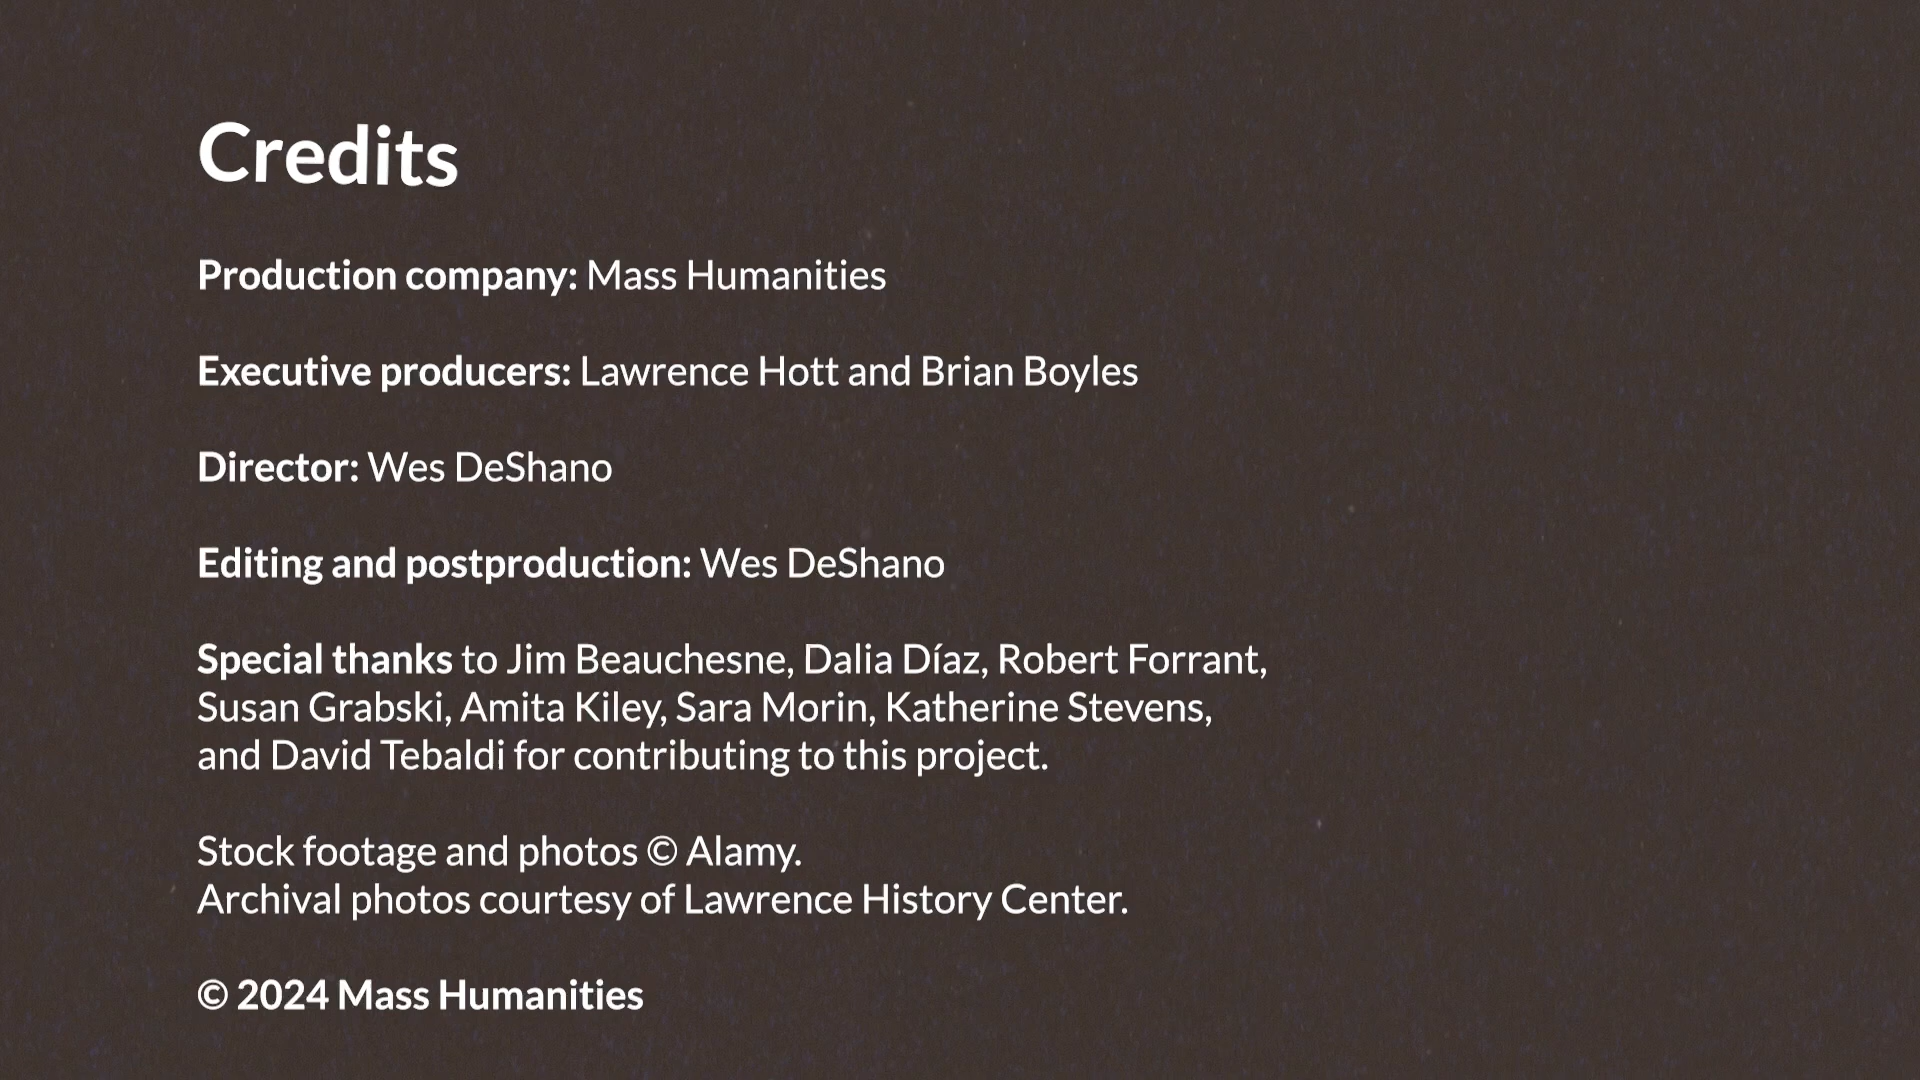 Credits
Production company: Mass Humanities
Executive producers: Lawrence Hott and Brian Boyles
Director: Wes DeShano
Editing and postproduction: Wes DeShano
Special thanks to Jim Beauchesne, Dalia Díaz, Robert Forrant,
Susan Grabski, Amita Kiley, Sara Morin, Katherine Stevens,
and David Tebaldi for contributing to this project.
Stock footage and photos © Alamy.
Archival photos courtesy of Lawrence History Center.
© 2024 Mass Humanities